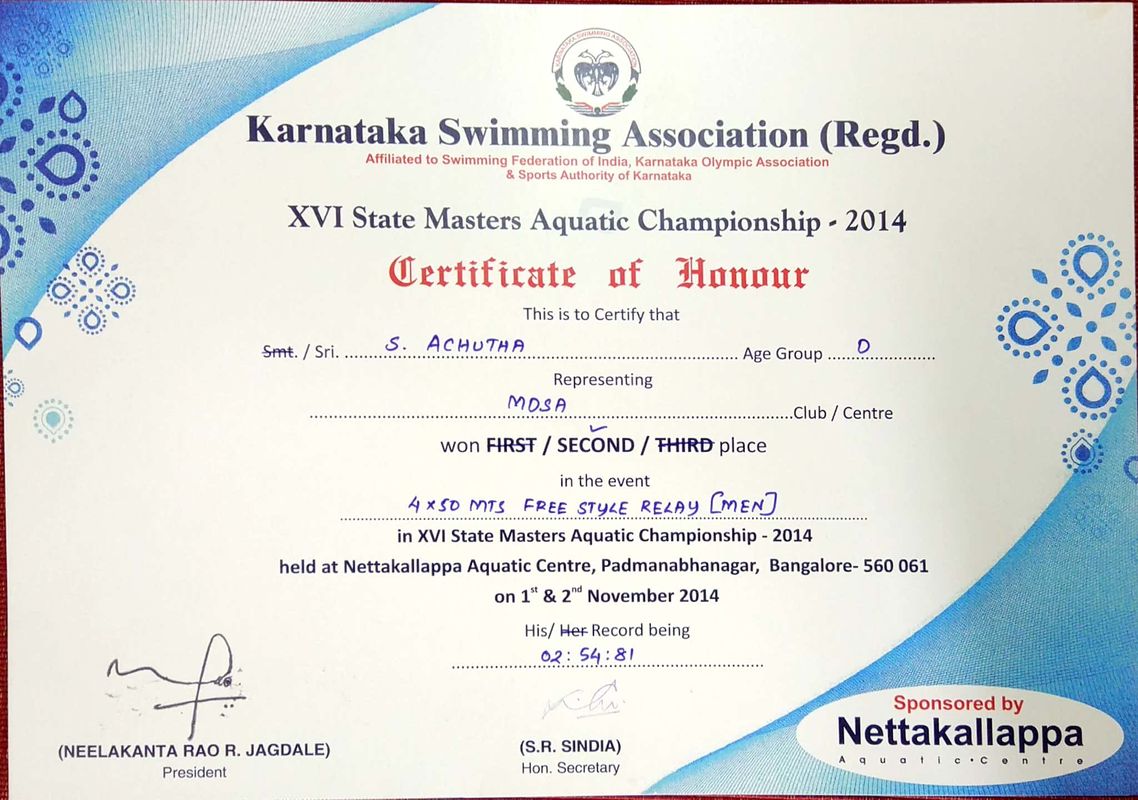 KARNATAKA SWIMMING ASSOCIATION
Karnataka Swimming Association (Regd.)
Affiliated to Swimming Federation of India, Karnataka Olympic Association
& Sports Authority of Karnataka
XVI State Masters Aquatic Championship - 2014
Certificate of Honour
This is to Certify that
Smt. / Sri. S. ACHUTHA Age Group D
Representing
MDSA Club / Centre
won FIRST / SECOND / THIRD place
in the event
4×50 MTS FREE STYLE RELAY [MEN]
in XVI State Masters Aquatic Championship - 2014
held at Nettakallappa Aquatic Centre, Padmanabhanagar, Bangalore- 560 061
on 1st & 2nd November 2014
His/ Her Record being
02:54:81
(NEELAKANTA RAO R. JAGDALE)
President
(S.R. SINDIA)
Hon. Secretary
Sponsored by
Nettakallappa
Aquatic•Centre